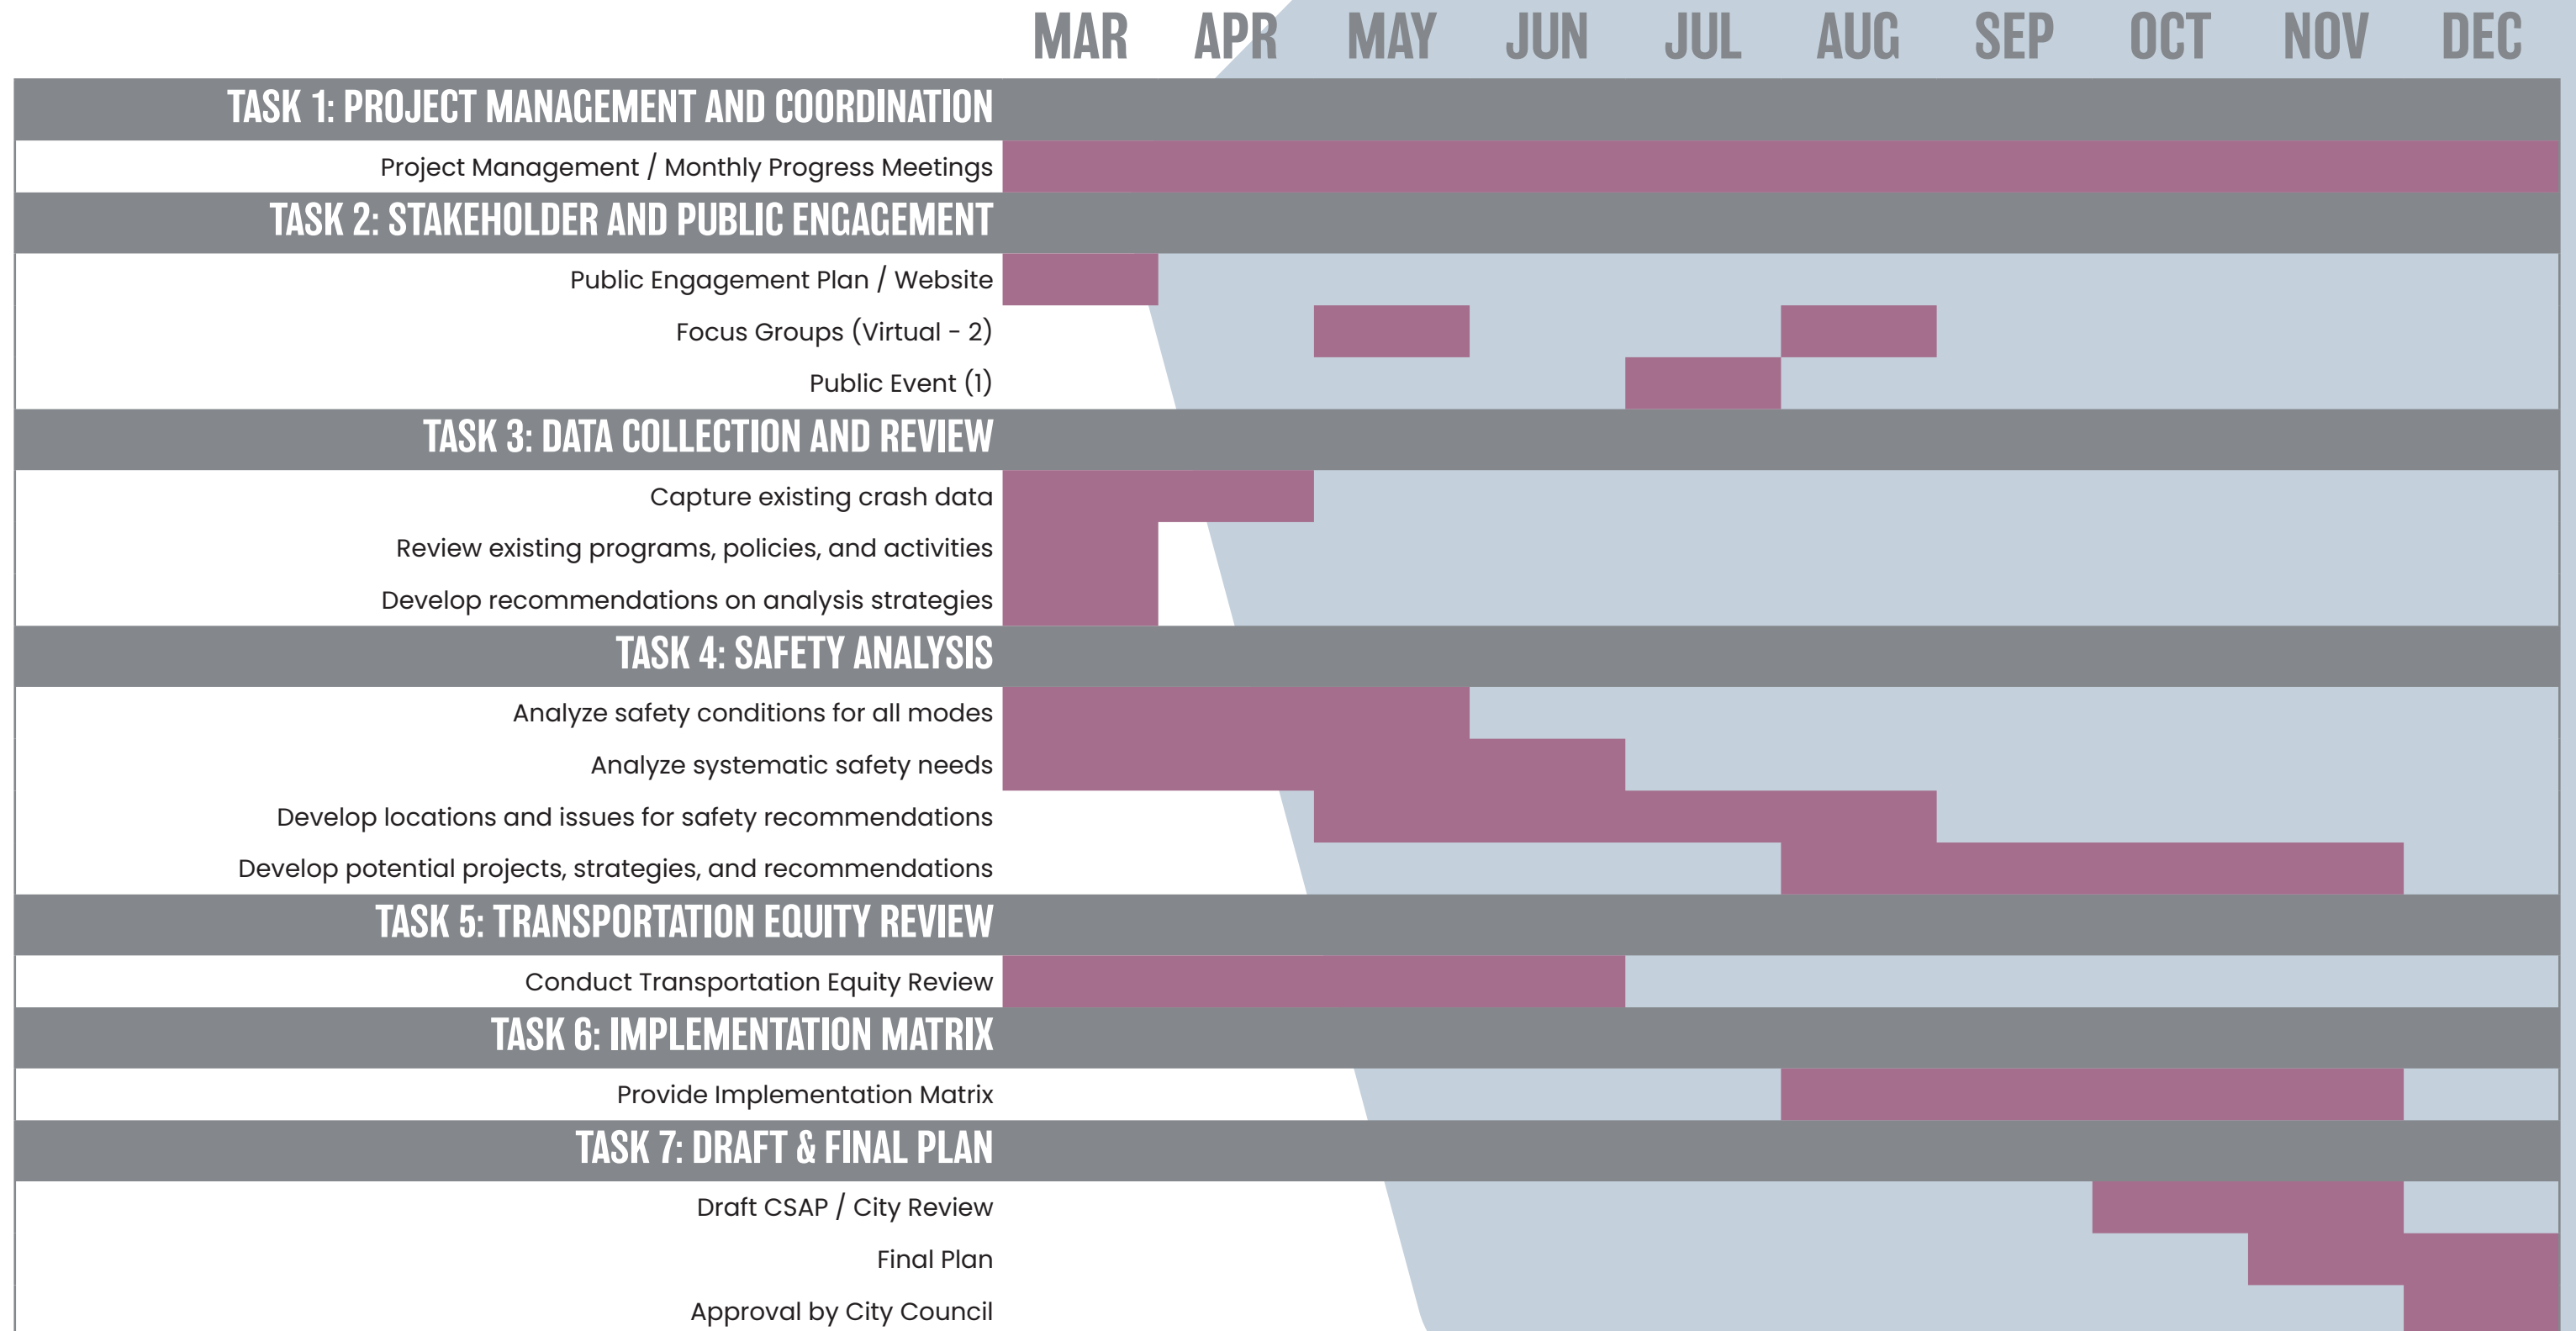 MAR APR MAY JUN JUL AUG SEP OCT NOV DEC
TASK 1: PROJECT MANAGEMENT AND COORDINATION
Project Management / Monthly Progress Meetings
TASK 2: STAKEHOLDER AND PUBLIC ENGAGEMENT
Public Engagement Plan / Website
Focus Groups (Virtual - 2)
Public Event (1)
TASK 3: DATA COLLECTION AND REVIEW
Capture existing crash data
Review existing programs, policies, and activities
Develop recommendations on analysis strategies
TASK 4: SAFETY ANALYSIS
Analyze safety conditions for all modes
Analyze systematic safety needs
Develop locations and issues for safety recommendations
Develop potential projects, strategies, and recommendations
TASK 5: TRANSPORTATION EQUITY REVIEW
Conduct Transportation Equity Review
TASK 6: IMPLEMENTATION MATRIX
Provide Implementation Matrix
TASK 7: DRAFT & FINAL PLAN
Draft CSAP / City Review
Final Plan
Approval by City Council